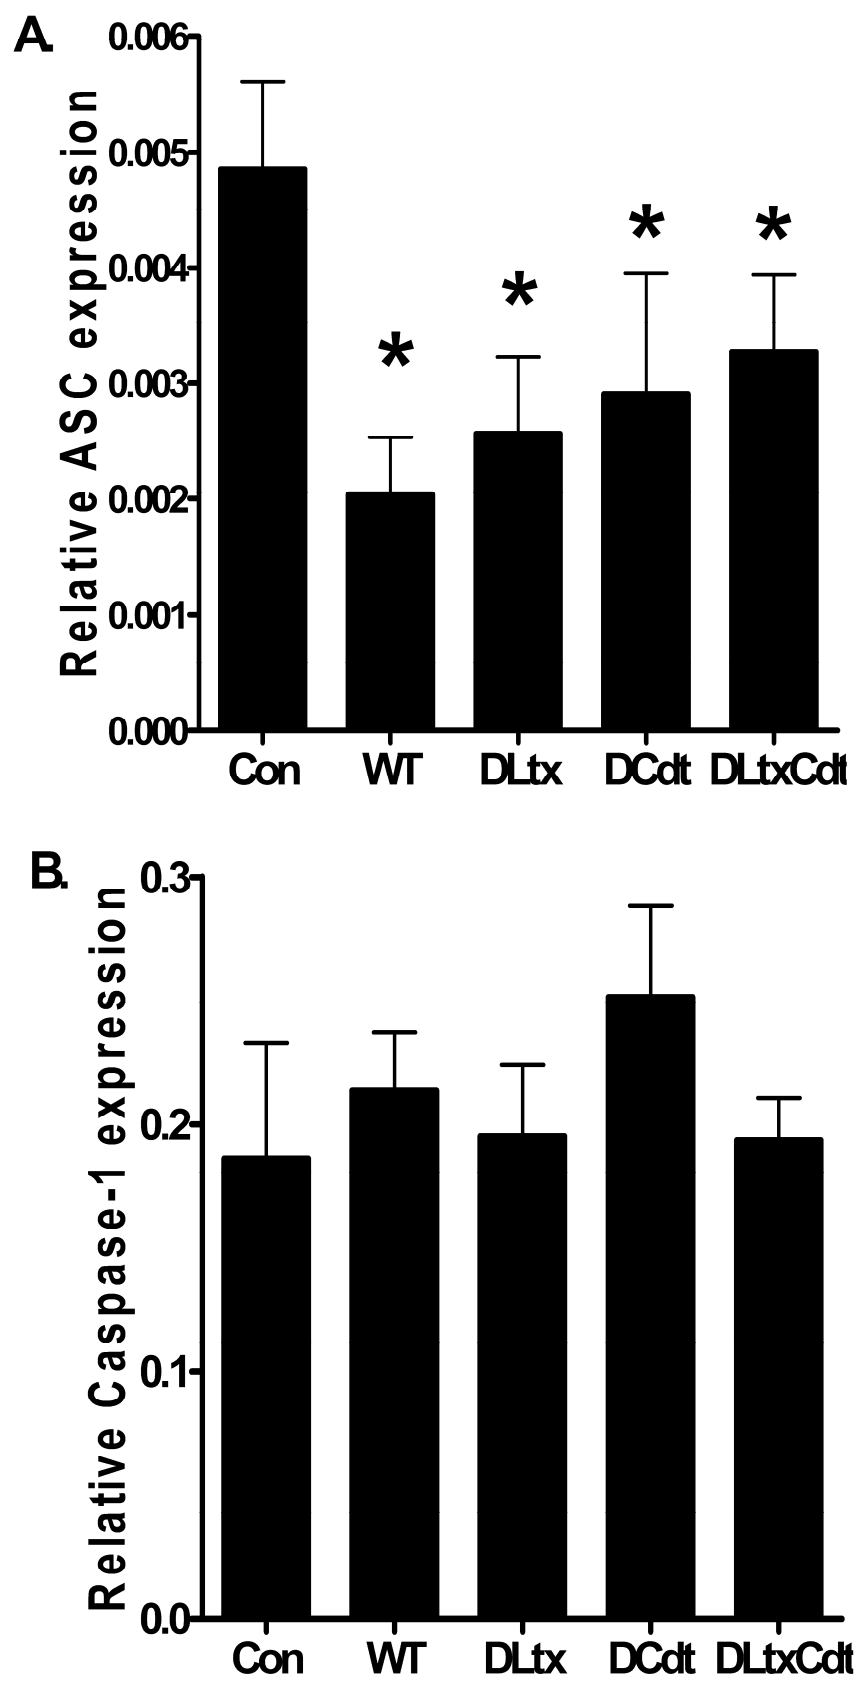 A.
Relative ASC expression
0.006
0.005
0.004
0.003
0.002
0.001
0.000
*
*
*
*
Con WT DLtx DCdt DLtxCdt
B.
Relative Caspase-1 expression
0.3
0.2
0.1
0.0
Con WT DLtx DCdt DLtxCdt